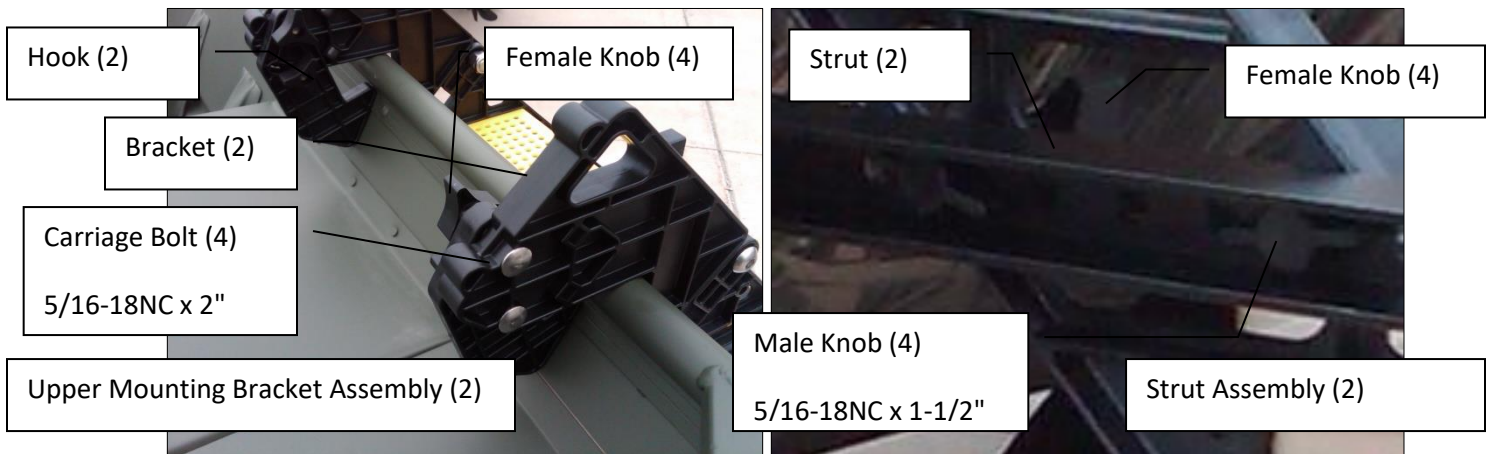 Hook (2)
Female Knob (4)
Bracket (2)
Carriage Bolt (4)
5/16-18NC x 2"
Upper Mounting Bracket Assembly (2)
Strut (2)
Female Knob (4)
Male Knob (4)
5/16-18NC x 1-1/2"
Strut Assembly (2)